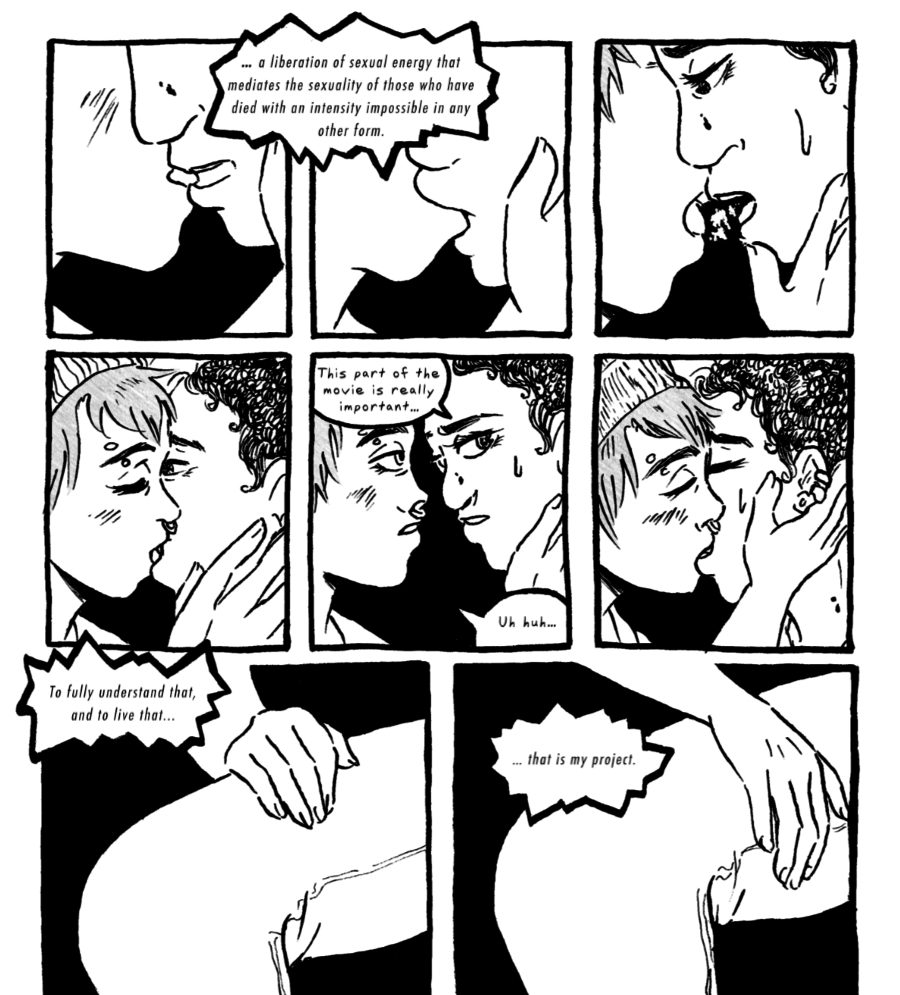 ... a liberation of sexual energy that
mediates the sexuality of those who have
died with an intensity impossible in any
other form.
This part of the
movie is really
important...
Uh huh...
To fully understand that,
and to live that...
... that is my project.